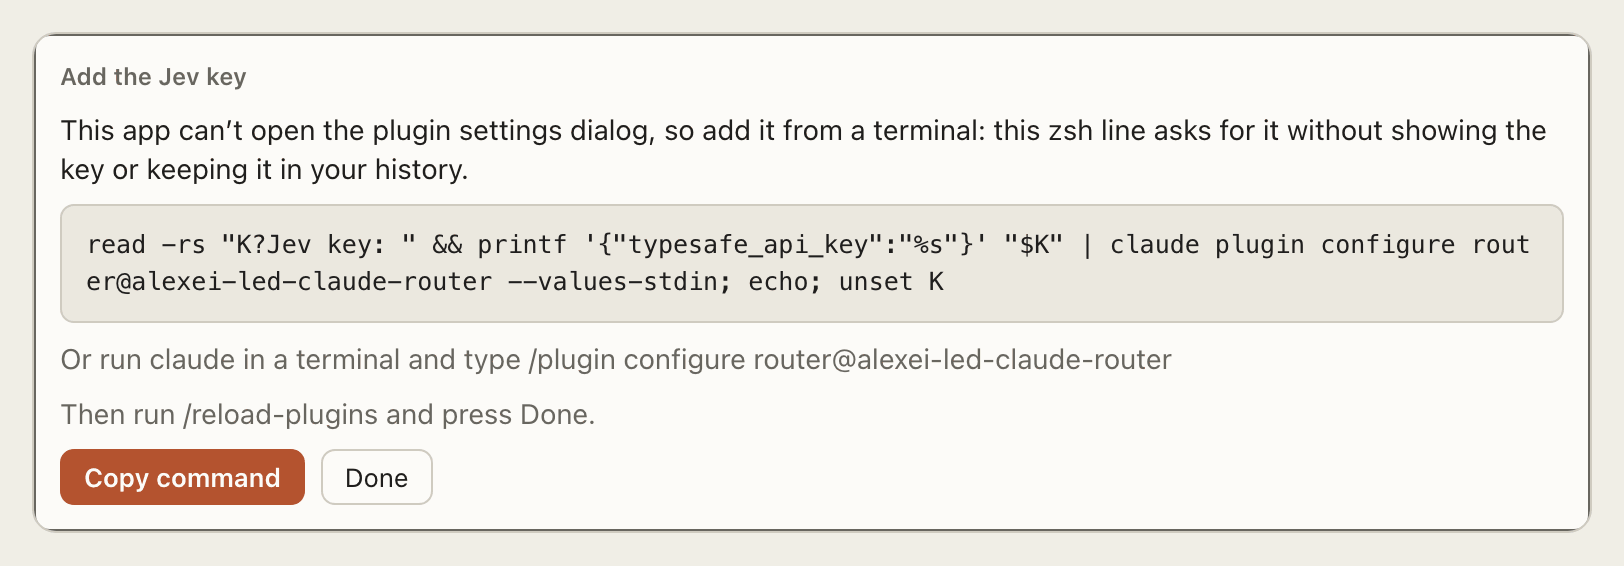 Add the Jev key
This app can’t open the plugin settings dialog, so add it from a terminal: this zsh line asks for it without showing the
key or keeping it in your history.
read -rs "K?Jev key: " && printf '{"typesafe_api_key":"%s"}' "$K" | claude plugin configure rout
er@alexei-led-claude-router --values-stdin; echo; unset K
Or run claude in a terminal and type /plugin configure router@alexei-led-claude-router
Then run /reload-plugins and press Done.
Copy command
Done